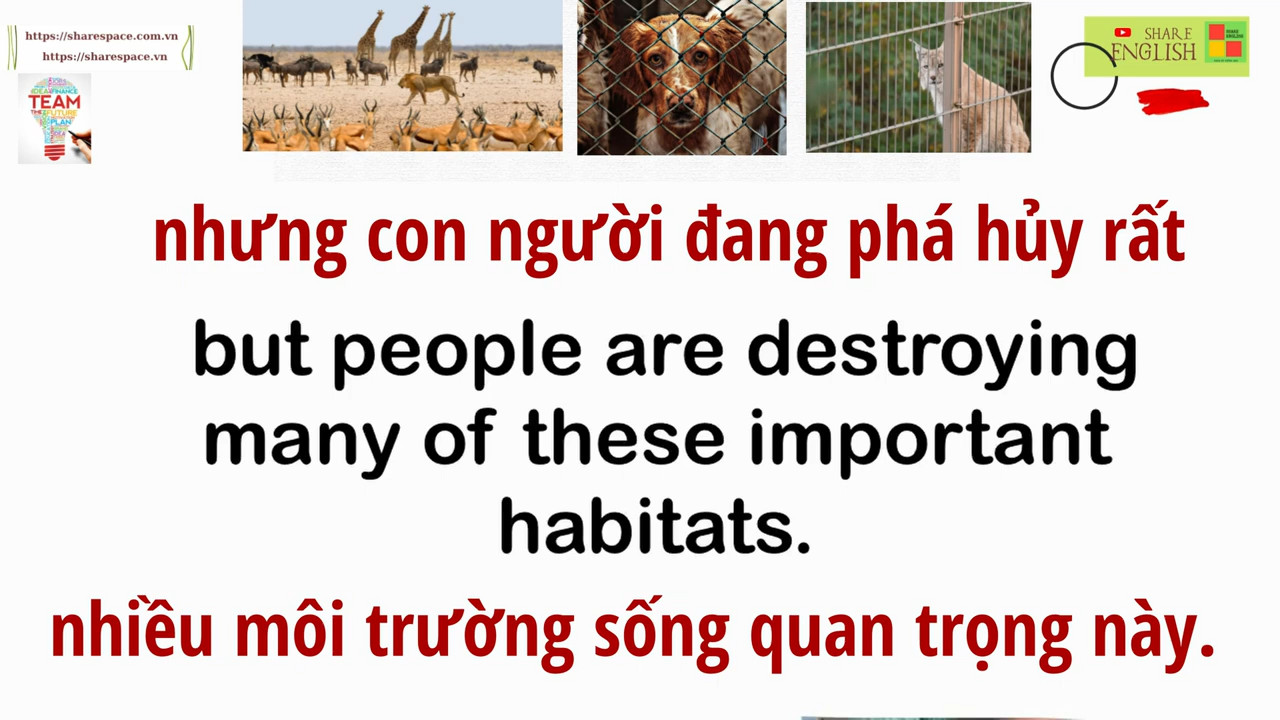 https://sharespace.com.vn
https://sharespace.vn
TEAM
PLAN
SHARE
ENGLISH
nhưng con người đang phá hủy rất
but people are destroying
many of these important
habitats.
nhiều môi trường sống quan trọng này.